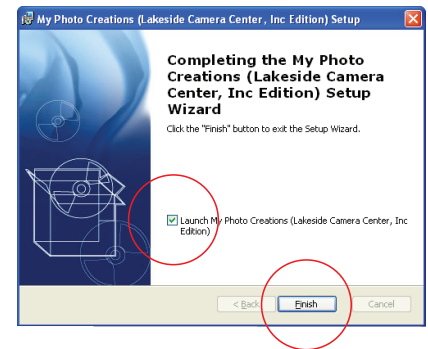 My Photo Creations (Lakeside Camera Center, Inc Edition) Setup
Completing the My Photo
Creations (Lakeside Camera
Center, Inc Edition) Setup
Wizard
Click the "Finish" button to exit the Setup Wizard.
Launch My Photo Creations (Lakeside Camera Center, Inc
Edition)
< Back
Finish
Cancel